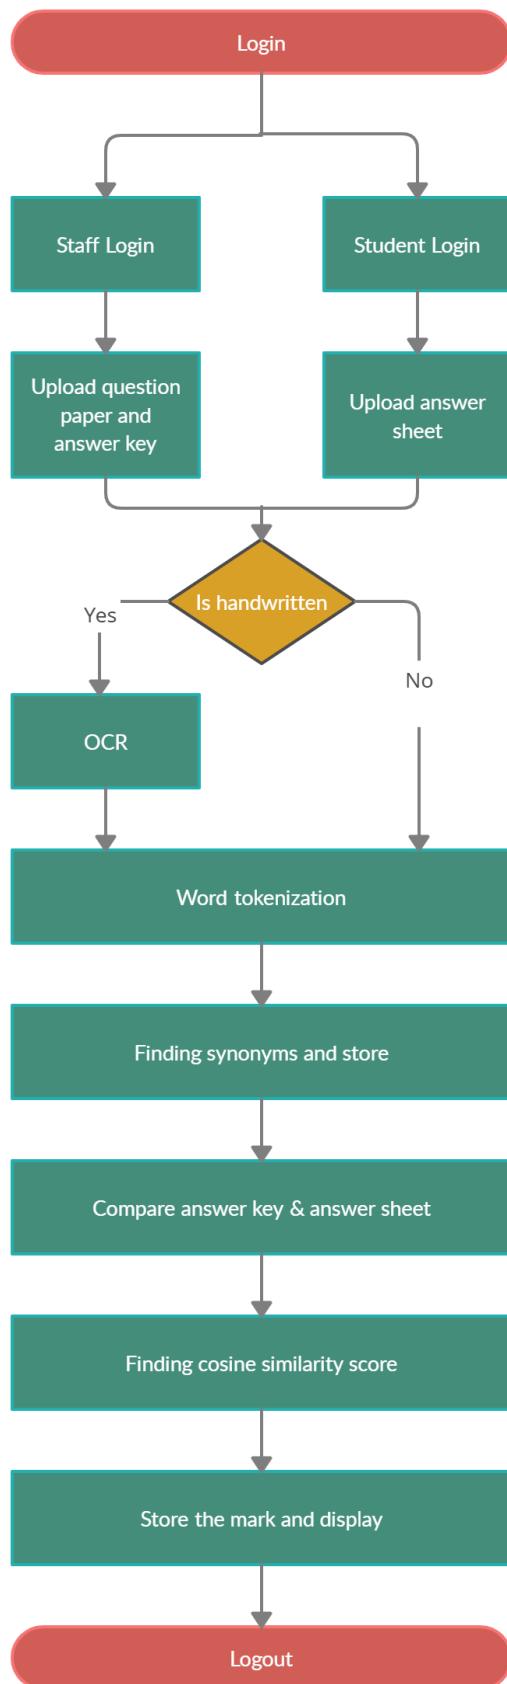 Login
Staff Login
Student Login
Upload question
paper and
answer key
Upload answer
sheet
Is handwritten
Yes
No
OCR
Word tokenization
Finding synonyms and store
Compare answer key & answer sheet
Finding cosine similarity score
Store the mark and display
Logout